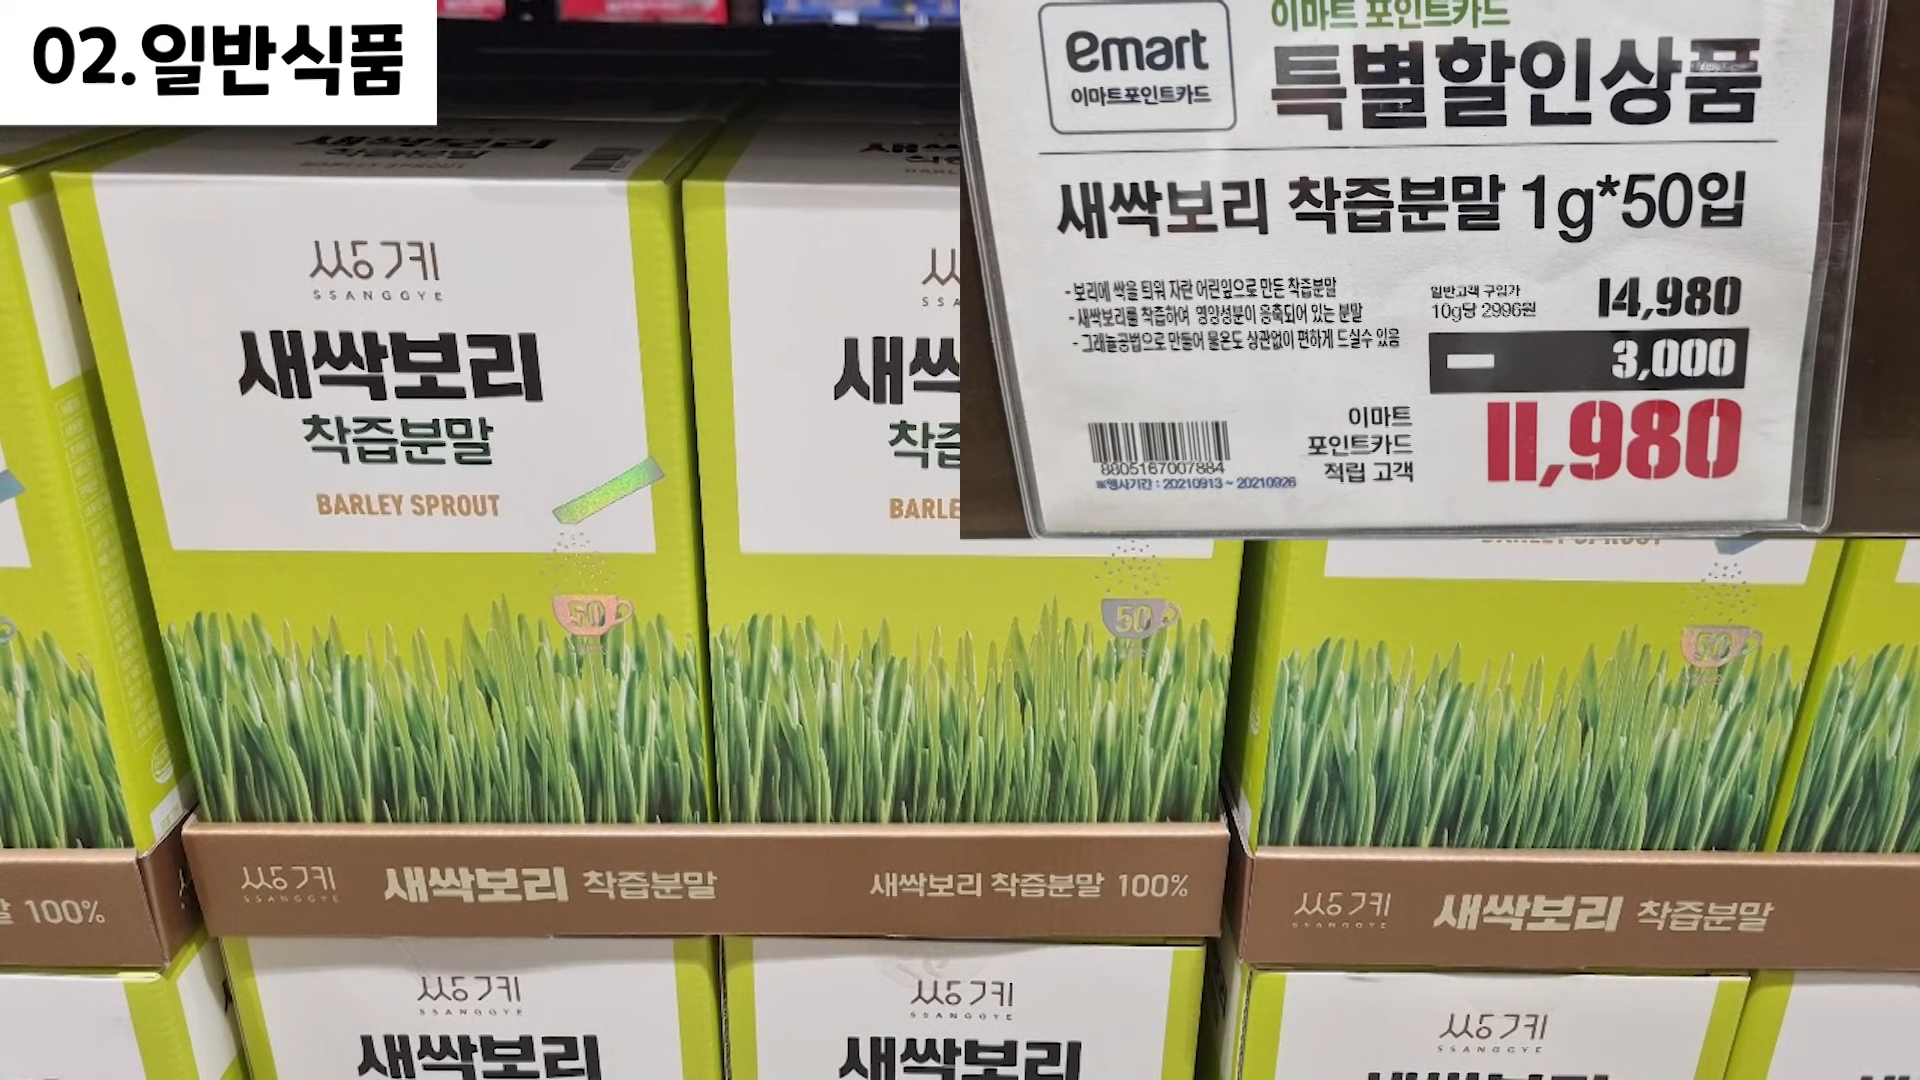 02.일반식품
emart
이마트포인트카드
이마트 포인트카드
특별할인상품
새싹보리 착즙분말 1g*50입
- 보리에 싹을 틔워 자란 어린잎으로 만든 착즙분말
- 새싹보리를 착즙하여 영양성분이 응축되어 있는 분말
- 그래뉼공법으로 만들어 물온도 상관없이 편하게 드실수 있음
일반고객 구입가
10g당 2996원
14,980
- 3,000
이마트
포인트카드
적립 고객
11,980
8805167007884
※행사기간 : 20210913 ~ 20210926
새싹보리
착즙분말
BARLEY SPROUT
쌍계
SSANGGYE
새싹보리
착즙분말
BARLEY SPROUT
50
50
50
100%
쌍계
SSANGGYE
새싹보리 착즙분말
새싹보리 착즙분말 100%
쌍계
SSANGGYE
새싹보리 착즙분말
쌍계
SSANGGYE
새싹보리
쌍계
SSANGGYE
새싹보리
쌍계
SSANGGYE